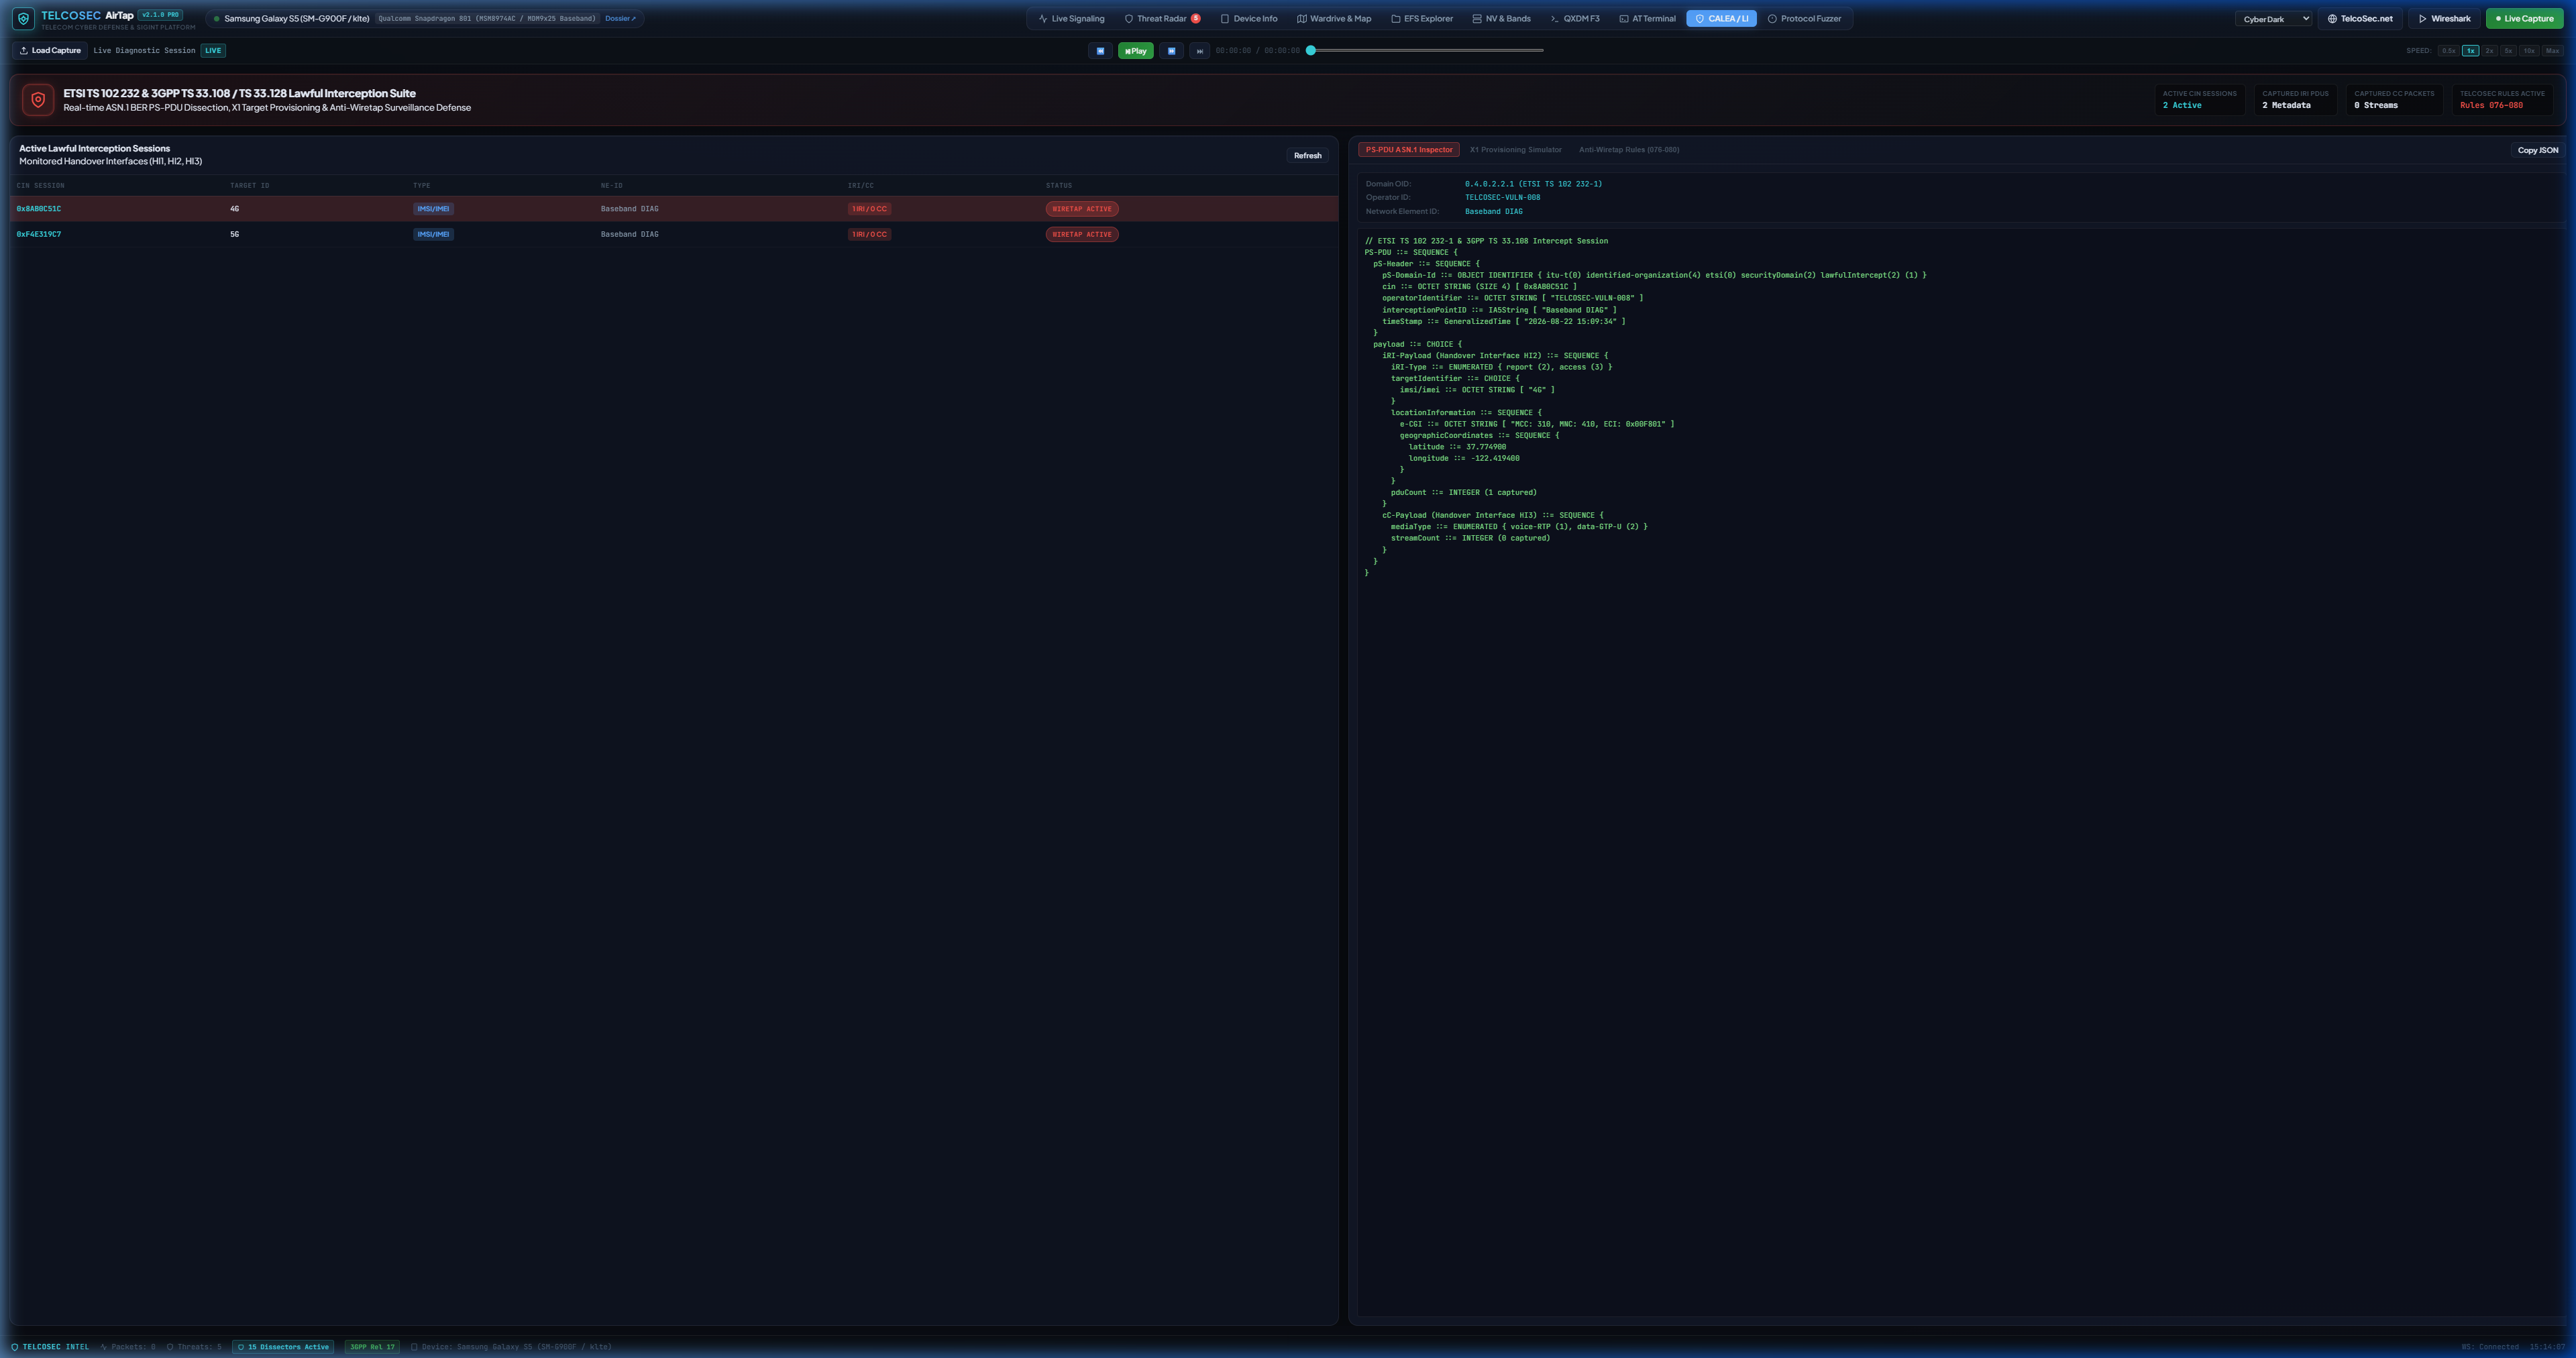 TELCOSEC AirTap v2.1.0 PRO
TELECOM CYBER DEFENSE & SIGINT PLATFORM
Samsung Galaxy S5 (SM-G900F / klte) Qualcomm Snapdragon 801 (MSM8974AC / MDM9x25 Baseband) Dossier ↗
Live Signaling Threat Radar 5 Device Info Wardrive & Map EFS Explorer NV & Bands QXDM F3 AT Terminal CALEA / LI Protocol Fuzzer
Cyber Dark TelcoSec.net Wireshark Live Capture
Load Capture Live Diagnostic Session LIVE
Play 00:00:00 / 00:00:00
SPEED: 0.5x 1x 2x 5x 10x Max
ETSI TS 102 232 & 3GPP TS 33.108 / TS 33.128 Lawful Interception Suite
Real-time ASN.1 BER PS-PDU Dissection, X1 Target Provisioning & Anti-Wiretap Surveillance Defense
ACTIVE CIN SESSIONS
2 Active
CAPTURED IRI PDUS
2 Metadata
CAPTURED CC PACKETS
0 Streams
TELCOSEC RULES ACTIVE
Rules 076-080
Active Lawful Interception Sessions
Monitored Handover Interfaces (HI1, HI2, HI3)
Refresh
CIN SESSION TARGET ID TYPE NE-ID IRI/CC STATUS
0x8AB0C51C 4G IMSI/IMEI Baseband DIAG 1 IRI / 0 CC WIRETAP ACTIVE
0xF4E319C7 5G IMSI/IMEI Baseband DIAG 1 IRI / 0 CC WIRETAP ACTIVE
PS-PDU ASN.1 Inspector X1 Provisioning Simulator Anti-Wiretap Rules (076-080) Copy JSON
Domain OID: 0.4.0.2.2.1 (ETSI TS 102 232-1)
Operator ID: TELCOSEC-VULN-008
Network Element ID: Baseband DIAG
// ETSI TS 102 232-1 & 3GPP TS 33.108 Intercept Session
PS-PDU ::= SEQUENCE {
pS-Header ::= SEQUENCE {
pS-Domain-Id ::= OBJECT IDENTIFIER { itu-t(0) identified-organization(4) etsi(0) securityDomain(2) lawfulIntercept(2) (1) }
cin ::= OCTET STRING (SIZE 4) [ 0x8AB0C51C ]
operatorIdentifier ::= OCTET STRING [ "TELCOSEC-VULN-008" ]
interceptionPointID ::= IA5String [ "Baseband DIAG" ]
timeStamp ::= GeneralizedTime [ "2026-08-22 15:09:34" ]
}
payload ::= CHOICE {
iRI-Payload (Handover Interface HI2) ::= SEQUENCE {
iRI-Type ::= ENUMERATED { report (2), access (3) }
targetIdentifier ::= CHOICE {
imsi/imei ::= OCTET STRING [ "4G" ]
}
locationInformation ::= SEQUENCE {
e-CGI ::= OCTET STRING [ "MCC: 310, MNC: 410, ECI: 0x00F801" ]
geographicCoordinates ::= SEQUENCE {
latitude ::= 37.774900
longitude ::= -122.419400
}
}
pduCount ::= INTEGER (1 captured)
}
cC-Payload (Handover Interface HI3) ::= SEQUENCE {
mediaType ::= ENUMERATED { voice-RTP (1), data-GTP-U (2) }
streamCount ::= INTEGER (0 captured)
}
}
}
TELCOSEC INTEL Packets: 0 Threats: 5 15 Dissectors Active 3GPP Rel 17 Device: Samsung Galaxy S5 (SM-G900F / klte)
WS: Connected 15:14:07